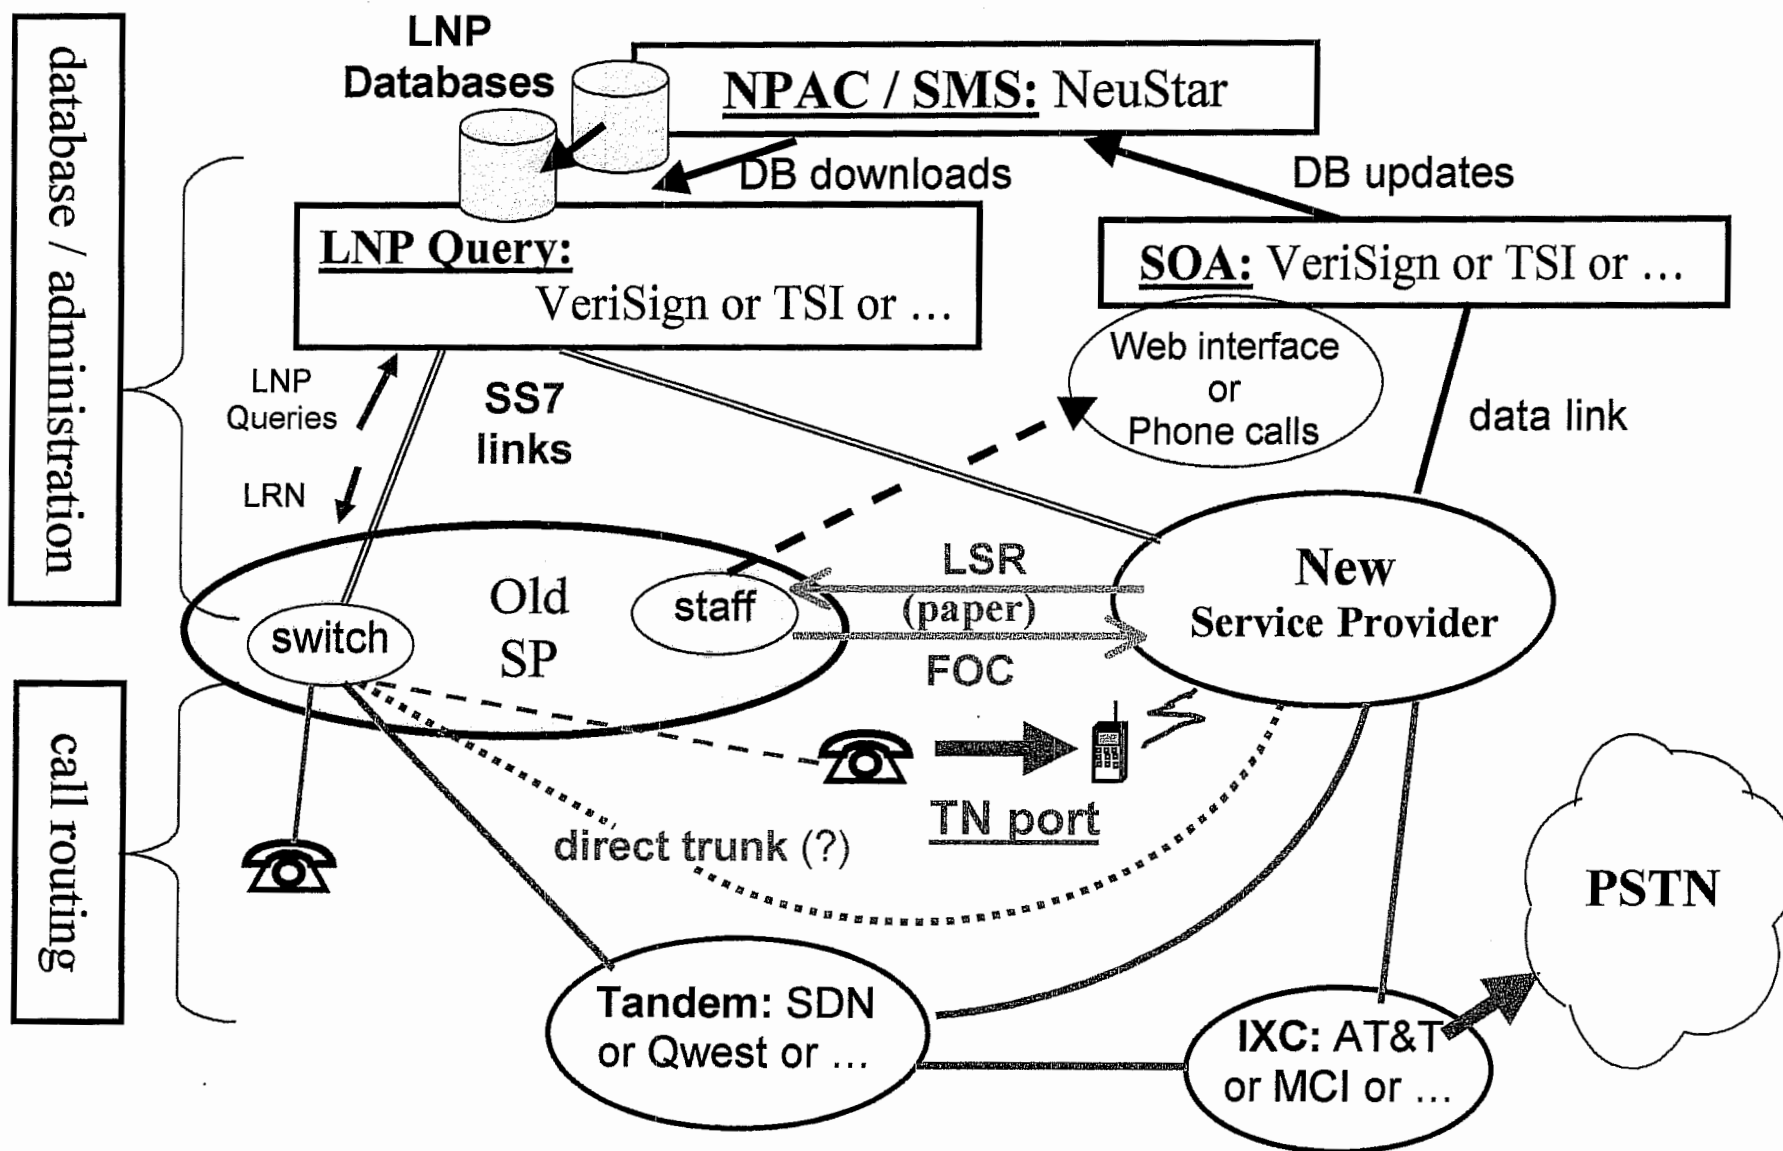 database / administration
LNP
Databases
NPAC / SMS: NeuStar
DB downloads
DB updates
LNP Query:
VeriSign or TSI or ...
SOA: VeriSign or TSI or ...
Web interface
or
Phone calls
LNP
Queries
SS7
links
data link
LRN
Old
SP
switch
staff
LSR
(paper)
FOC
New
Service Provider
call routing
TN port
direct trunk (?)
PSTN
Tandem: SDN
or Qwest or ...
IXC: AT&T
or MCI or ...